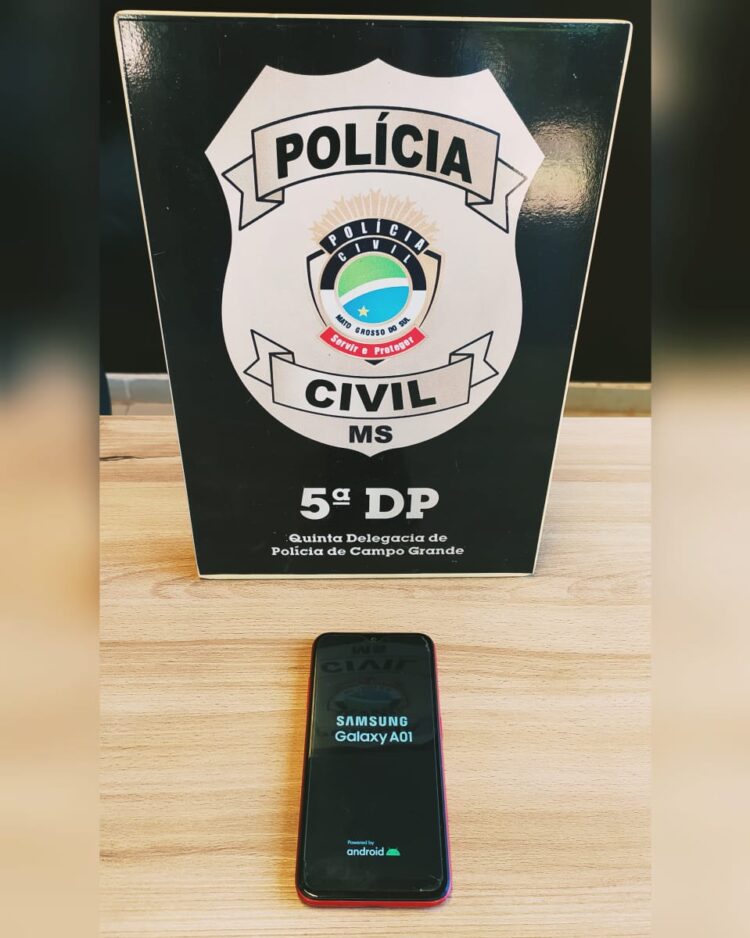 POLÍCIA
POLÍCIA
CIVIL
MATO GROSSO DO SUL
Servir e Proteger
CIVIL
MS
5ª DP
Quinta Delegacia de
Polícia de Campo Grande
CIVIL
SAMSUNG
Galaxy A01
Powered by
android